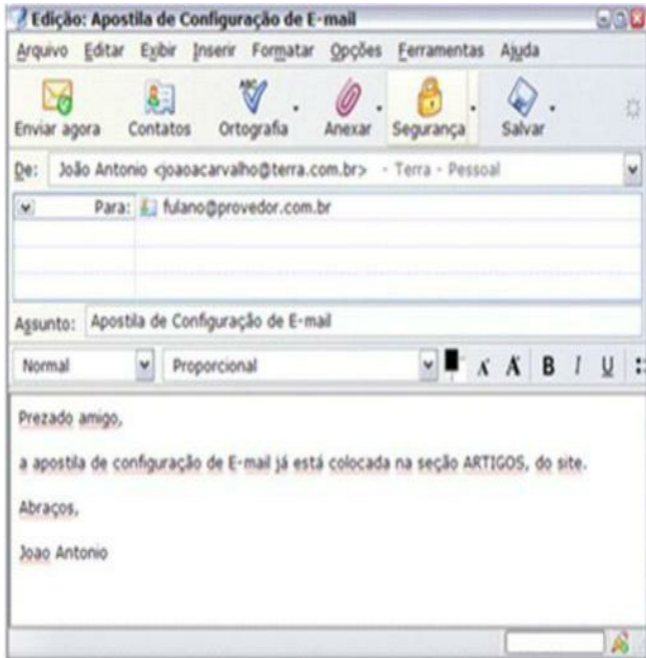 Edição: Apostila de Configuração de E-mail
Arquivo Editar Exibir Inserir Formatar Opções Ferramentas Ajuda
ABC
Enviar agora Contatos Ortografia Anexar Segurança Salvar
De: João Antonio <joaoacarvalho@terra.com.br> - Terra - Pessoal
Para: fulano@provedor.com.br
Assunto: Apostila de Configuração de E-mail
Normal Proporcional A A B I U
Prezado amigo,
a apostila de configuração de E-mail já está colocada na seção ARTIGOS, do site.
Abraços,
Joao Antonio